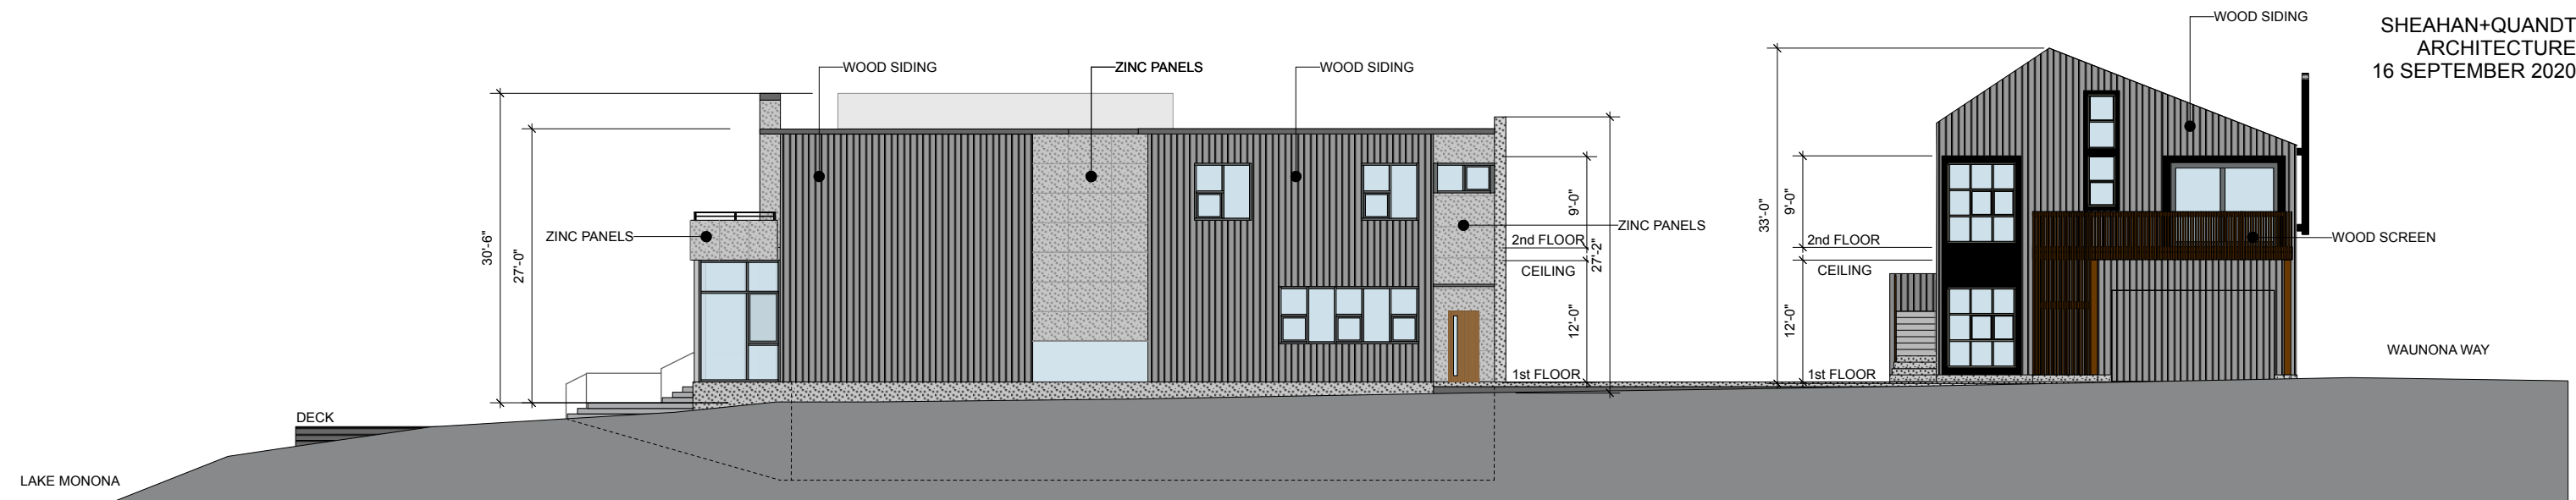 WOOD SIDING
SHEAHAN+QUANDT
ARCHITECTURE
16 SEPTEMBER 2020
WOOD SIDING
ZINC PANELS
WOOD SIDING
30'-6"
27'-0"
ZINC PANELS
9'-0"
2nd FLOOR
27'-2"
CEILING
12'-0"
1st FLOOR
ZINC PANELS
33'-0"
9'-0"
2nd FLOOR
CEILING
12'-0"
1st FLOOR
WOOD SCREEN
WAUNONA WAY
DECK
LAKE MONONA